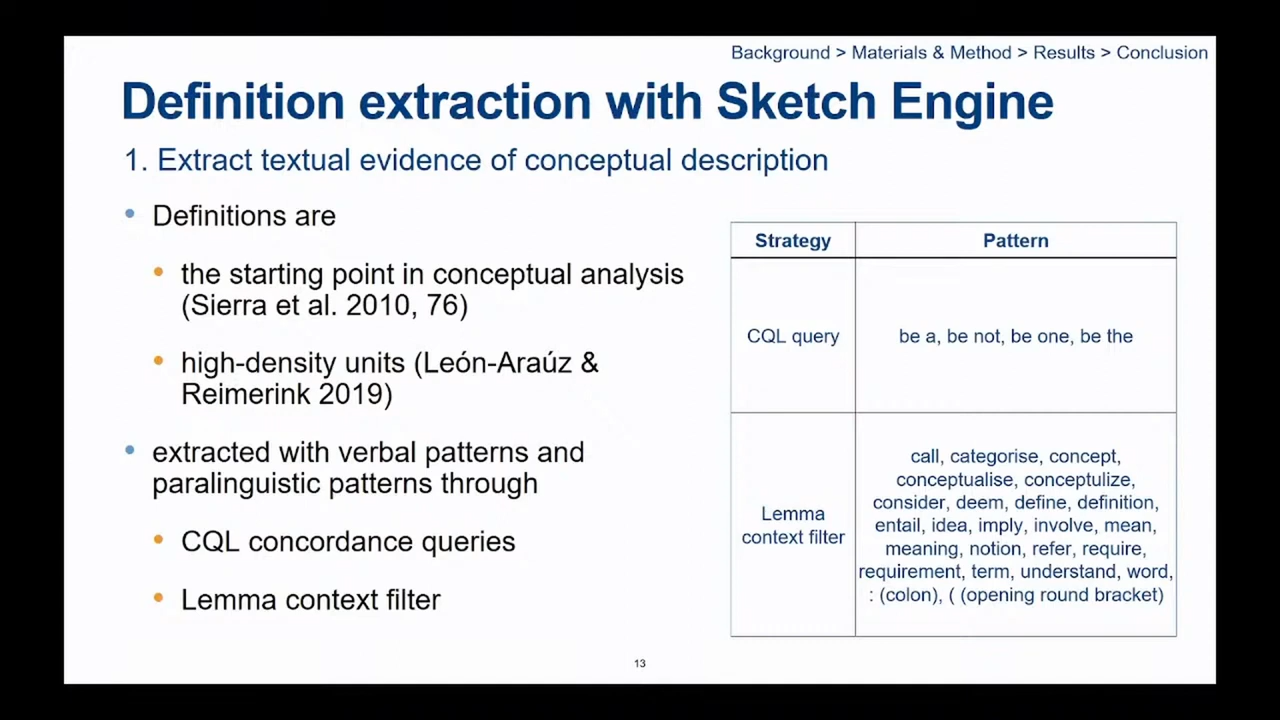 Background > Materials & Method > Results > Conclusion
Definition extraction with Sketch Engine
1. Extract textual evidence of conceptual description
• Definitions are
• the starting point in conceptual analysis
(Sierra et al. 2010, 76)
• high-density units (León-Araúz &
Reimerink 2019)
• extracted with verbal patterns and
paralinguistic patterns through
• CQL concordance queries
• Lemma context filter
Strategy
Pattern
CQL query
be a, be not, be one, be the
Lemma
context filter
call, categorise, concept,
conceptualise, conceptulize,
consider, deem, define, definition,
entail, idea, imply, involve, mean,
meaning, notion, refer, require,
requirement, term, understand, word,
: (colon), ( (opening round bracket)
13